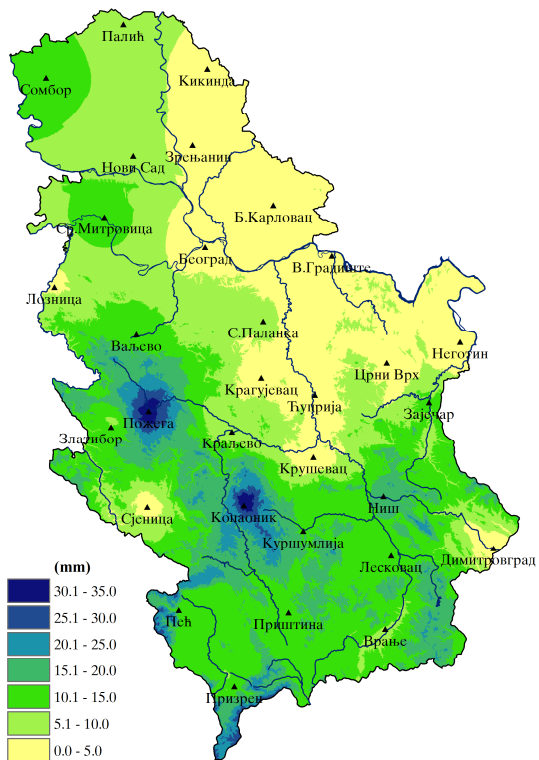 Палић
Кикинда
Сомбор
Зрењанин
Нови Сад
Б.Карловац
Ср.Митровица
Београд
В.Градиште
Лозница
С.Паланка
Ваљево
Неготин
Црни Врх
Крагујевац
Ћуприја
Зајечар
Пожега
Златибор
Краљево
Крушевац
Ниш
Сјеница
Копаоник
Куршумлија
Димитровград
Лесковац
(mm)
30.1 - 35.0
25.1 - 30.0
20.1 - 25.0
15.1 - 20.0
10.1 - 15.0
5.1 - 10.0
0.0 - 5.0
Пећ
Приштина
Врање
Призрен